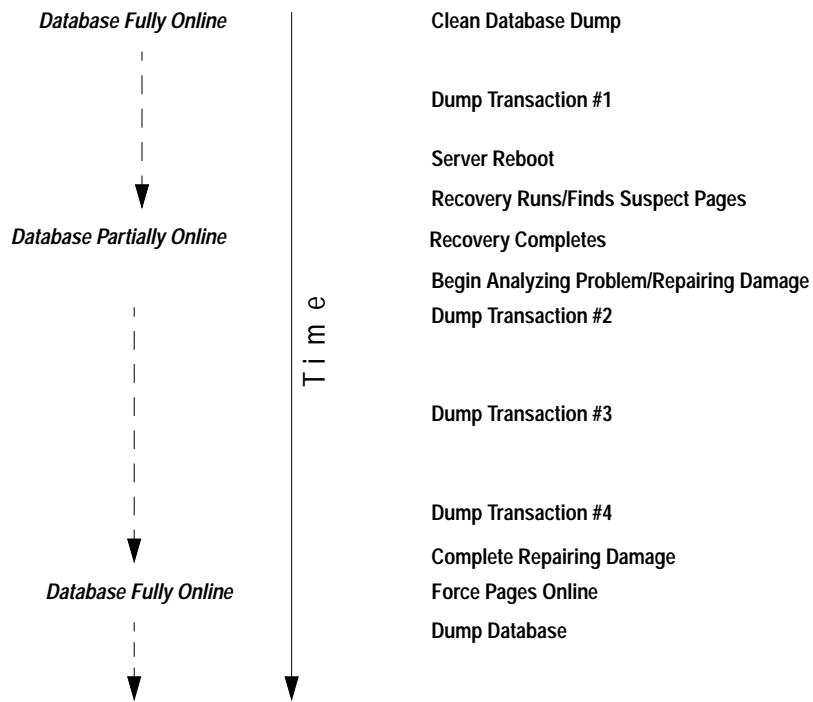 Database Fully Online
Clean Database Dump
Dump Transaction #1
Server Reboot
Recovery Runs/Finds Suspect Pages
Database Partially Online
Recovery Completes
Begin Analyzing Problem/Repairing Damage
Dump Transaction #2
Time
Dump Transaction #3
Dump Transaction #4
Complete Repairing Damage
Database Fully Online
Force Pages Online
Dump Database